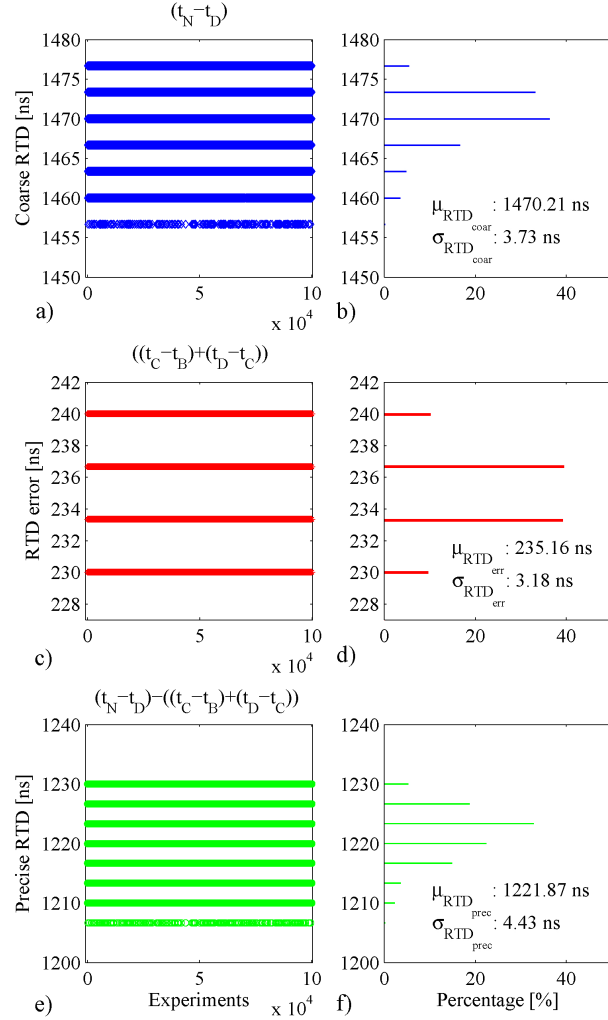 (t_N−t_D)
1480
1475
1470
1465
1460
1455
1450
Coarse RTD [ns]
0
5
10
x 10^4
a)
1480
1475
1470
1465
1460
1455
1450
μ_RTD_coar : 1470.21 ns
σ_RTD_coar : 3.73 ns
0
20
40
b)
((t_C−t_B)+(t_D−t_C))
242
240
238
236
234
232
230
228
RTD error [ns]
0
5
10
x 10^4
c)
242
240
238
236
234
232
230
228
μ_RTD_err : 235.16 ns
σ_RTD_err : 3.18 ns
0
20
40
d)
(t_N−t_D)−((t_C−t_B)+(t_D−t_C))
1240
1230
1220
1210
1200
Precise RTD [ns]
0
5
10
Experiments
x 10^4
e)
1240
1230
1220
1210
1200
μ_RTD_prec : 1221.87 ns
σ_RTD_prec : 4.43 ns
0
20
40
f)
Percentage [%]